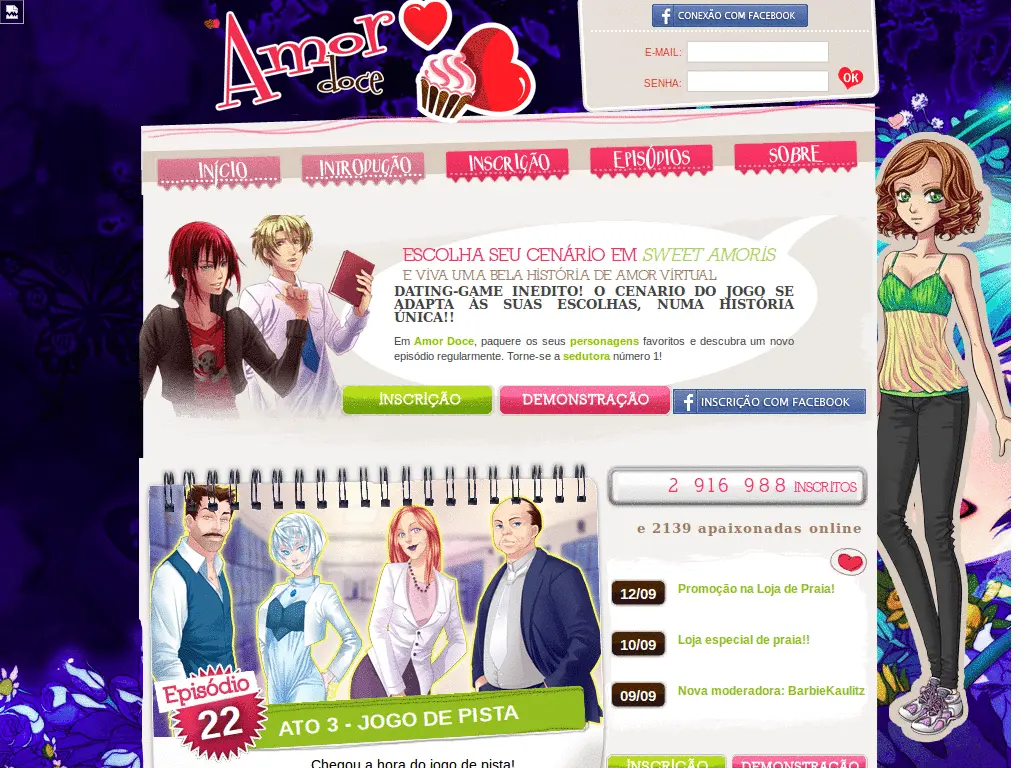 Amor
doce
CONEXÃO COM FACEBOOK
E-MAIL:
SENHA:
OK
INÍCIO
INTRODUÇÃO
INSCRIÇÃO
EPISÓDIOS
SOBRE
ESCOLHA SEU CENÁRIO EM SWEET AMORIS
E VIVA UMA BELA HISTÓRIA DE AMOR VIRTUAL
DATING-GAME INEDITO! O CENARIO DO JOGO SE
ADAPTA ÀS SUAS ESCOLHAS, NUMA HISTÓRIA
ÚNICA!!
Em Amor Doce, paquere os seus personagens favoritos e descubra um novo
episódio regularmente. Torne-se a sedutora número 1!
INSCRIÇÃO
DEMONSTRAÇÃO
INSCRIÇÃO COM FACEBOOK
2 916 988 INSCRITOS
e 2139 apaixonadas online
12/09 Promoção na Loja de Praia!
10/09 Loja especial de praia!!
09/09 Nova moderadora: BarbieKaulitz
Episódio
22
ATO 3 - JOGO DE PISTA
Chegou a hora do jogo de pista!
INSCRIÇÃO
DEMONSTRAÇÃO